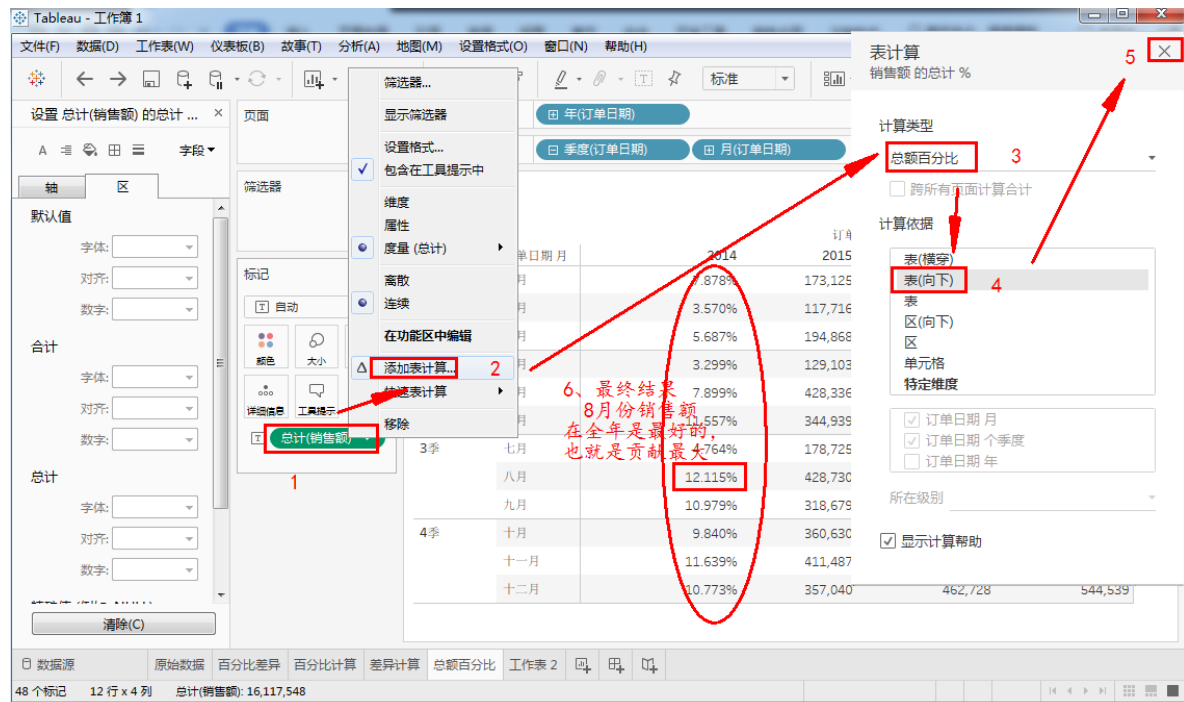 Tableau - 工作簿 1
文件(F) 数据(D) 工作表(W) 仪表板(B) 故事(T) 分析(A) 地图(M) 设置格式(O) 窗口(N) 帮助(H)
标准
设置 总计(销售额) 的总计 ... ×
字段
轴 区
默认值
字体:
对齐:
数字:
合计
字体:
对齐:
数字:
总计
字体:
对齐:
数字:
清除(C)
页面
筛选器
标记
自动
颜色 大小
详细信息 工具提示
总计(销售额)
1
筛选器...
显示筛选器
设置格式...
包含在工具提示中
维度
属性
度量 (总计)
离散
连续
在功能区中编辑
添加表计算... 2
快速表计算
移除
年(订单日期)
季度(订单日期) 月(订单日期)
单日期 月 2014 2015
月 7.878% 173,125
月 3.570% 117,716
月 5.687% 194,868
月 3.299% 129,103
月 7.899% 428,336
月 11.557% 344,939
3季 七月 4.764% 178,725
八月 12.115% 428,730
九月 10.979% 318,679
4季 十月 9.840% 360,630
十一月 11.639% 411,487
十二月 10.773% 357,040 462,728 544,539
6、最终结果
8月份销售额
在全年是最好的,
也就是贡献最大
表计算 5
销售额 的总计 %
计算类型
总额百分比 3
跨所有页面计算合计
计算依据
表(横穿)
表(向下) 4
表
区(向下)
区
单元格
特定维度
订单日期 月
订单日期 个季度
订单日期 年
所在级别
显示计算帮助
数据源 原始数据 百分比差异 百分比计算 差异计算 总额百分比 工作表 2
48 个标记 12 行 x 4 列 总计(销售额): 16,117,548